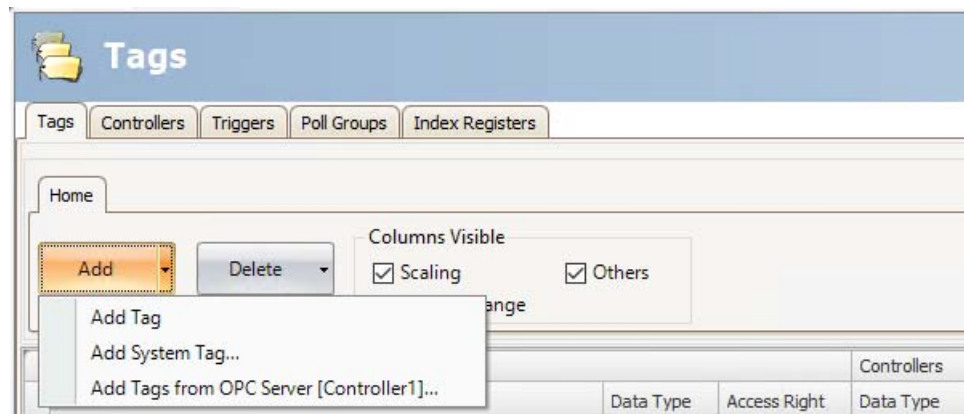 Tags
Tags Controllers Triggers Poll Groups Index Registers
Home
Columns Visible
Add Delete Scaling Others
Add Tag
Add System Tag...
Add Tags from OPC Server [Controller1]...
Controllers
Data Type Access Right Data Type